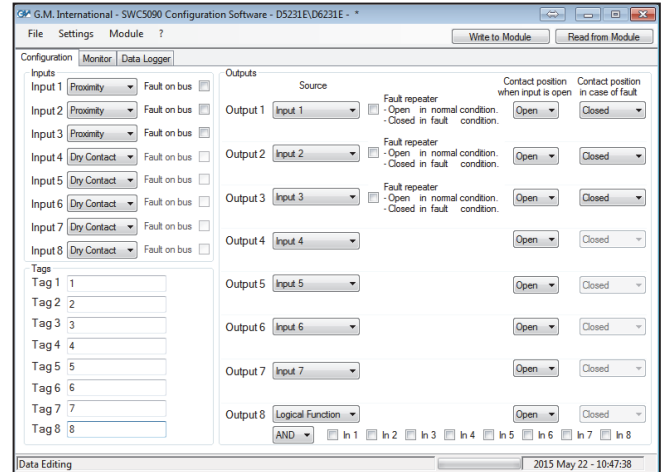 G.M. International - SWC5090 Configuration Software - D5231E\D6231E - *
File Settings Module ?
Write to Module Read from Module
Configuration Monitor Data Logger
Inputs
Input 1 Proximity Fault on bus
Input 2 Proximity Fault on bus
Input 3 Proximity Fault on bus
Input 4 Dry Contact Fault on bus
Input 5 Dry Contact Fault on bus
Input 6 Dry Contact Fault on bus
Input 7 Dry Contact Fault on bus
Input 8 Dry Contact Fault on bus
Tags
Tag 1 1
Tag 2 2
Tag 3 3
Tag 4 4
Tag 5 5
Tag 6 6
Tag 7 7
Tag 8 8
Outputs
Source
Contact position
when input is open
Contact position
in case of fault
Output 1 Input 1
Fault repeater
- Open in normal condition.
- Closed in fault condition.
Open Closed
Output 2 Input 2
Fault repeater
- Open in normal condition.
- Closed in fault condition.
Open Closed
Output 3 Input 3
Fault repeater
- Open in normal condition.
- Closed in fault condition.
Open Closed
Output 4 Input 4 Open Closed
Output 5 Input 5 Open Closed
Output 6 Input 6 Open Closed
Output 7 Input 7 Open Closed
Output 8 Logical Function Open Closed
AND In 1 In 2 In 3 In 4 In 5 In 6 In 7 In 8
Data Editing
2015 May 22 - 10:47:38